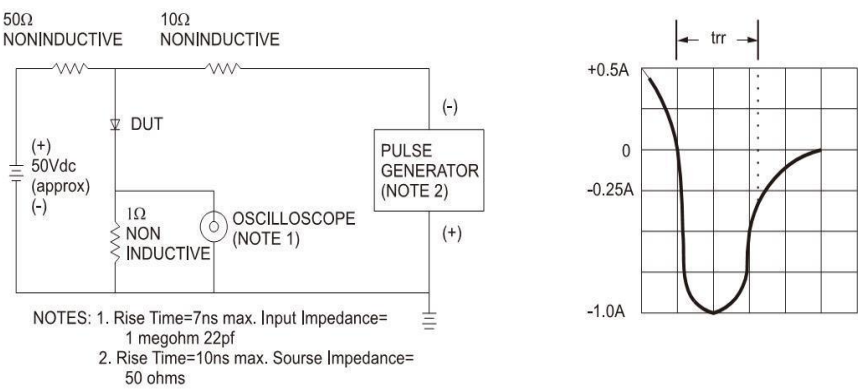 50Ω
NONINDUCTIVE
10Ω
NONINDUCTIVE
DUT
(+)
50Vdc
(approx)
(-)
1Ω
NON
INDUCTIVE
OSCILLOSCOPE
(NOTE 1)
(-)
PULSE
GENERATOR
(NOTE 2)
(+)
NOTES: 1. Rise Time=7ns max. Input Impedance=
1 megohm 22pf
2. Rise Time=10ns max. Sourse Impedance=
50 ohms
trr
+0.5A
0
-0.25A
-1.0A